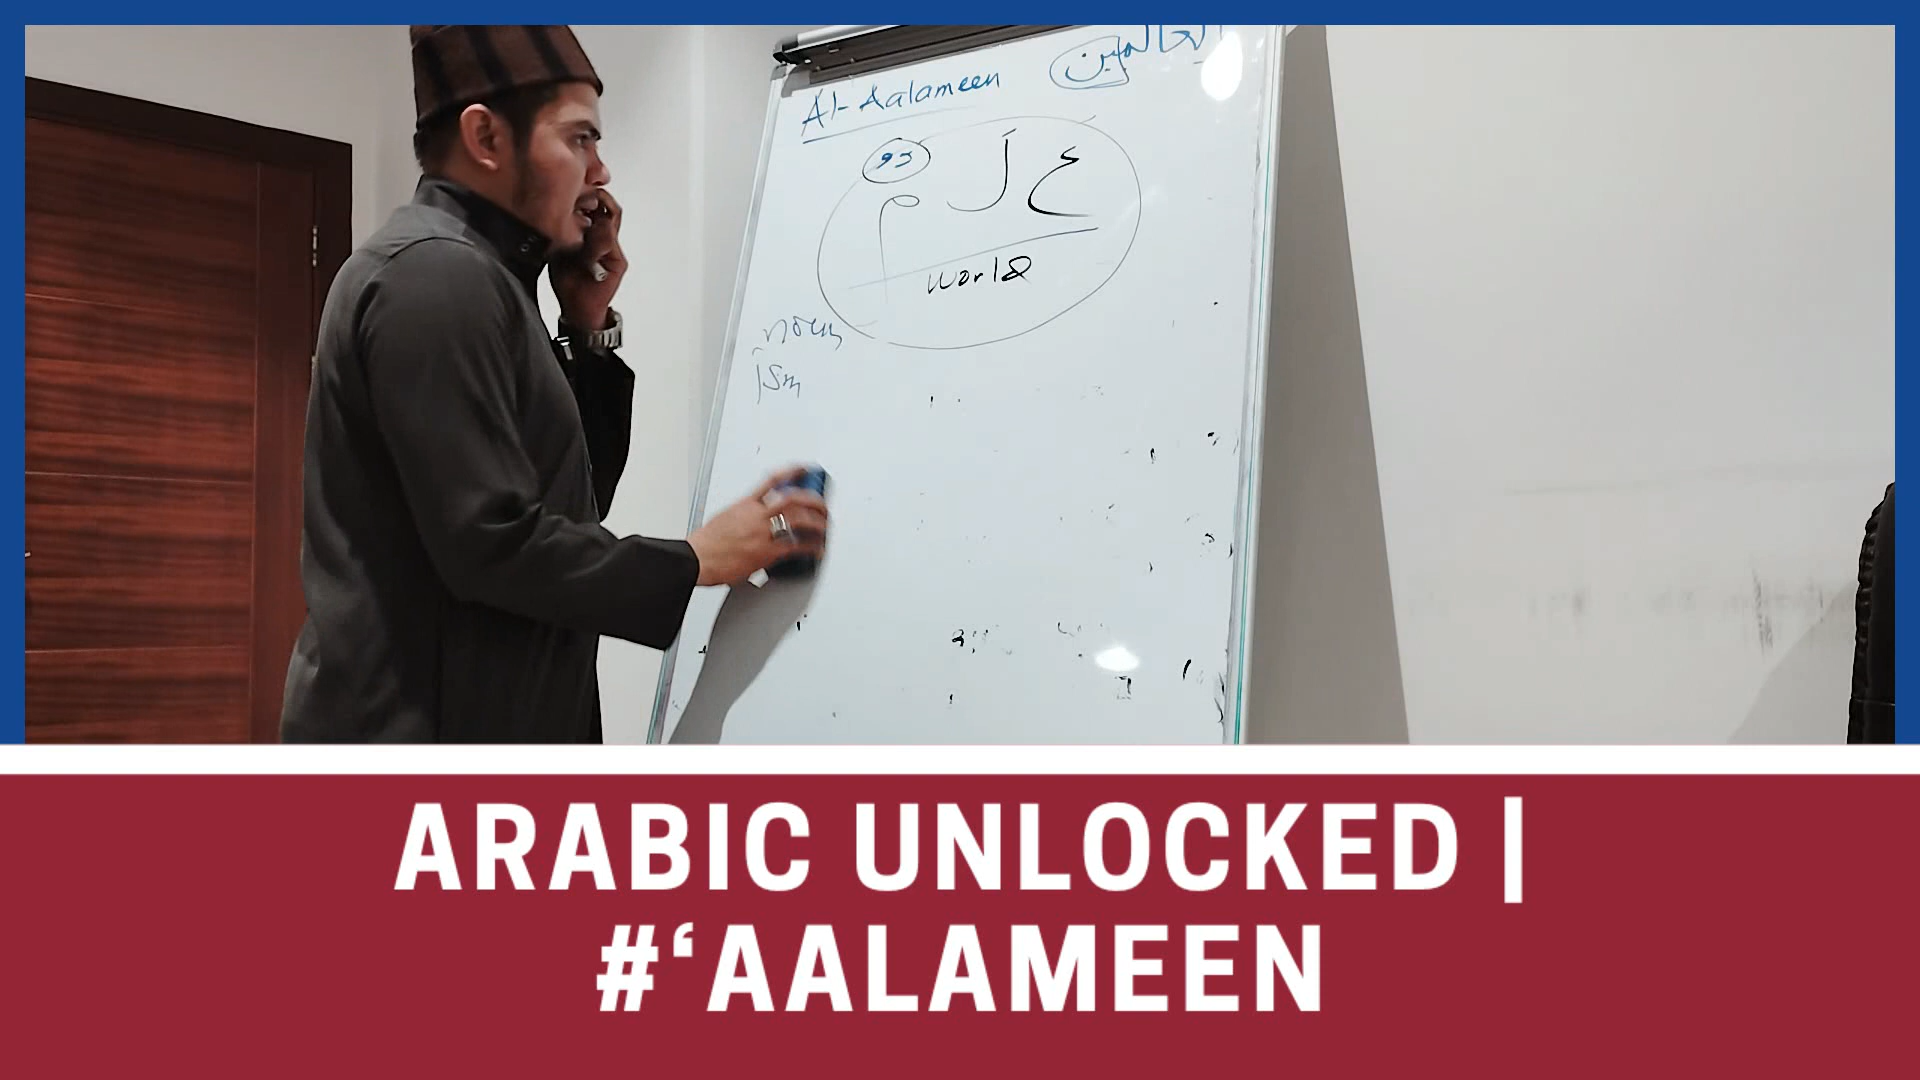 Al-Aalameen العالمين
ع ل م
World
noun
ism
ARABIC UNLOCKED |
#‘AALAMEEN